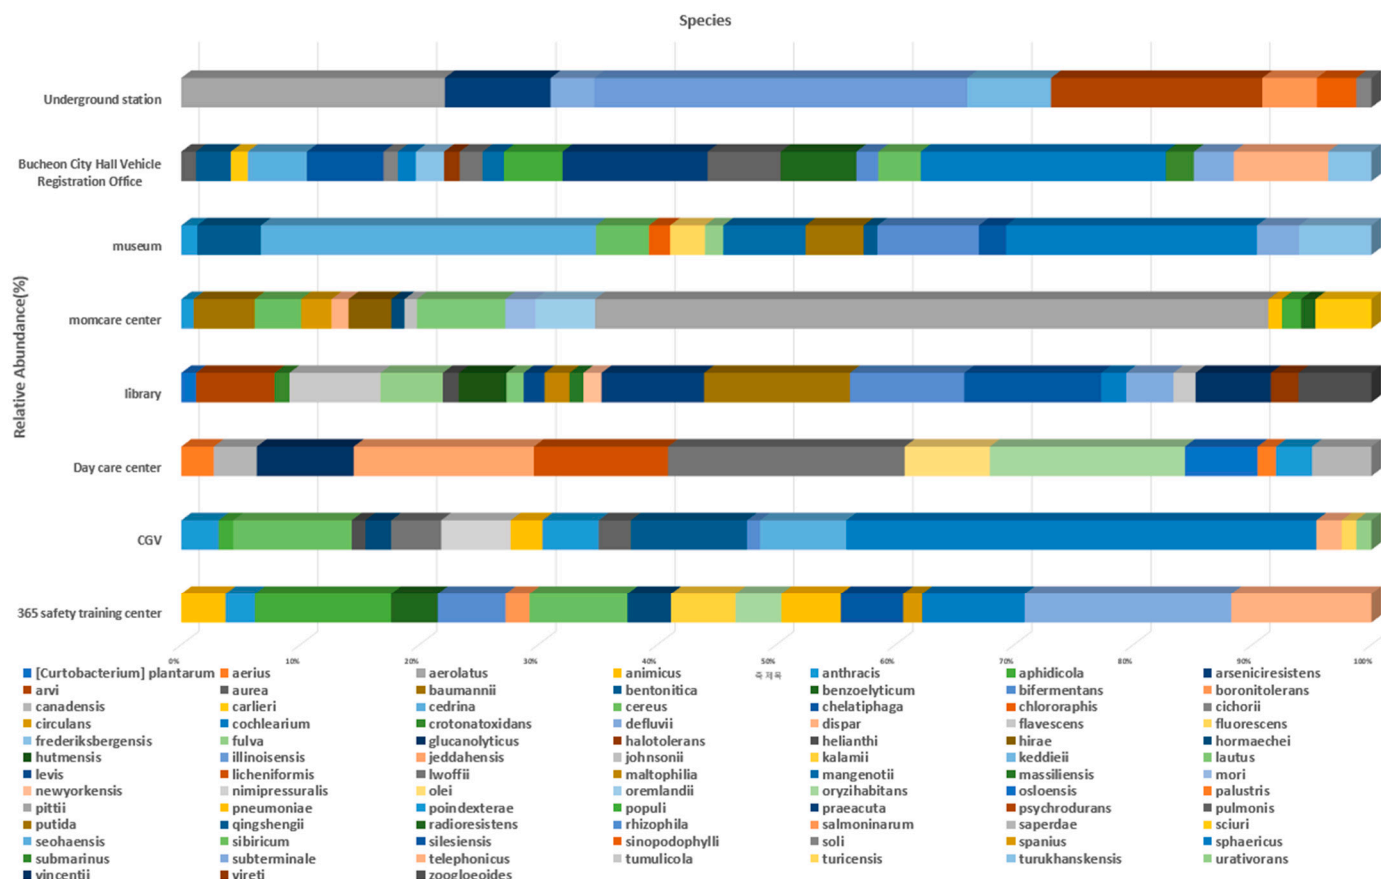 Species
Relative Abundance(%)
Underground station
Bucheon City Hall Vehicle
Registration Office
museum
momcare center
library
Day care center
CGV
365 safety training center
0% 10% 20% 30% 40% 50% 60% 70% 80% 90% 100%
축 제목
[Curtobacterium] plantarum aerius aerolatus animicus anthracis aphidicola arseniciresistens
arvi aurea baumannii bentonitica benzoelyticum bifermentans boronitolerans
canadensis carlieri cedrina cereus chelatiphaga chlororaphis cichorii
circulans cochlearium crotonatoxidans defluvii dispar flavescens fluorescens
frederiksbergensis fulva glucanolyticus halotolerans helianthi hirae hormaechei
hutmensis illinoisensis jeddahensis johnsonii kalamii keddieii lautus
levis licheniformis lwoffii maltophilia mangenotii massiliensis mori
newyorkensis nimipressuralis olei oremlandii oryzihabitans osloensis palustris
pittii pneumoniae poindexterae populi praeacuta psychrodurans pulmonis
putida qingshengii radioresistens rhizophila salmoninarum saperdae sciuri
seohaensis sibiricum silesiensis sinopodophylli soli spanius sphaericus
submarinus subterminale telephonicus tumulicola turicensis turukhanskensis urativorans
vincentii vireti zoogloeoides